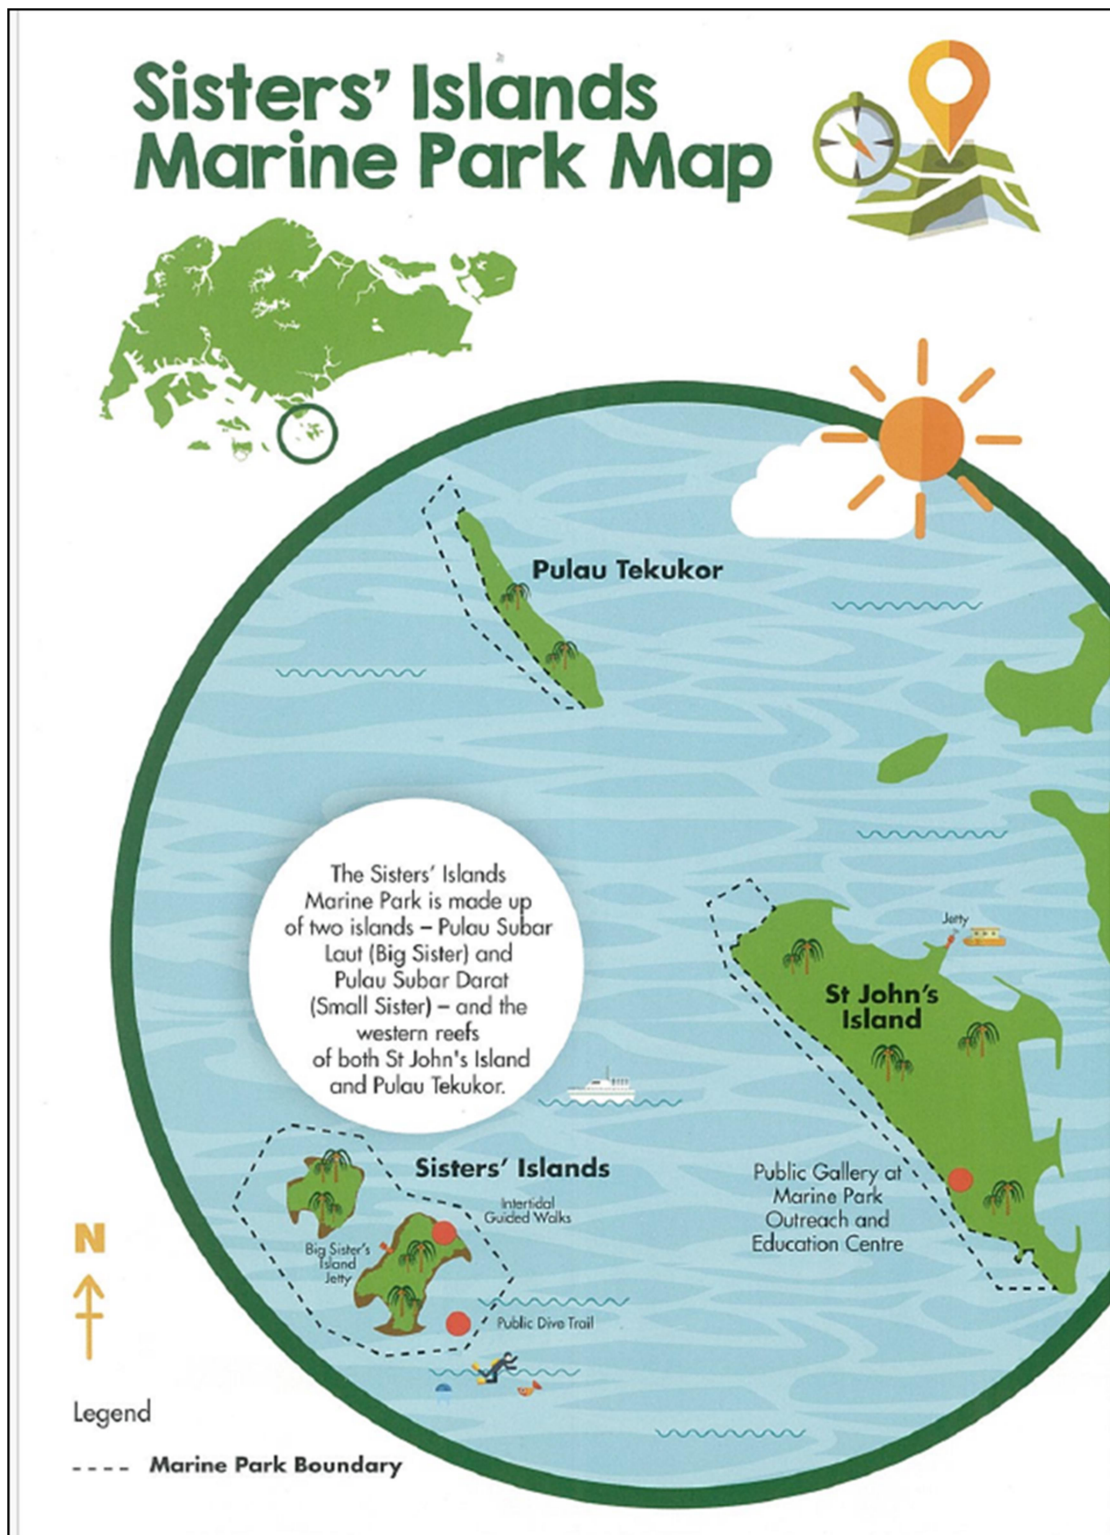 Sisters' Islands
Marine Park Map
Pulau Tekukor
The Sisters' Islands
Marine Park is made up
of two islands – Pulau Subar
Laut (Big Sister) and
Pulau Subar Darat
(Small Sister) – and the
western reefs
of both St John's Island
and Pulau Tekukor.
Jetty
St John's
Island
Sisters' Islands
Intertidal
Guided Walks
Big Sister's
Island
Jetty
Public Dive Trail
Public Gallery at
Marine Park
Outreach and
Education Centre
N
Legend
Marine Park Boundary